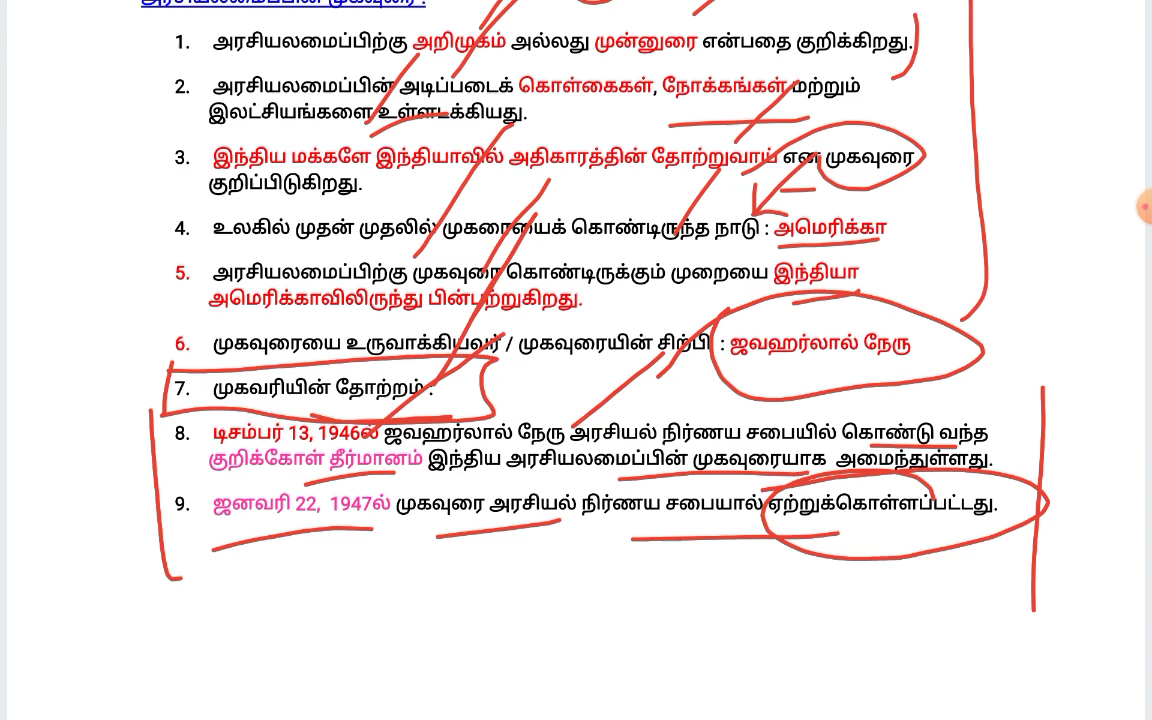 அரசியலமைப்பின் முகவுரை :
1. அரசியலமைப்பிற்கு அறிமுகம் அல்லது முன்னுரை என்பதை குறிக்கிறது.
2. அரசியலமைப்பின் அடிப்படைக் கொள்கைகள், நோக்கங்கள் மற்றும்
இலட்சியங்களை உள்ளடக்கியது.
3. இந்திய மக்களே இந்தியாவில் அதிகாரத்தின் தோற்றுவாய் என முகவுரை
குறிப்பிடுகிறது.
4. உலகில் முதன் முதலில் முகரையைக் கொண்டிருந்த நாடு : அமெரிக்கா
5. அரசியலமைப்பிற்கு முகவுரை கொண்டிருக்கும் முறையை இந்தியா
அமெரிக்காவிலிருந்து பின்பற்றுகிறது.
6. முகவுரையை உருவாக்கியவர் / முகவுரையின் சிற்பி : ஜவஹர்லால் நேரு
7. முகவரியின் தோற்றம் :
8. டிசம்பர் 13, 1946ல் ஜவஹர்லால் நேரு அரசியல் நிர்ணய சபையில் கொண்டு வந்த
குறிக்கோள் தீர்மானம் இந்திய அரசியலமைப்பின் முகவுரையாக அமைந்துள்ளது.
9. ஜனவரி 22, 1947ல் முகவுரை அரசியல் நிர்ணய சபையால் ஏற்றுக்கொள்ளப்பட்டது.